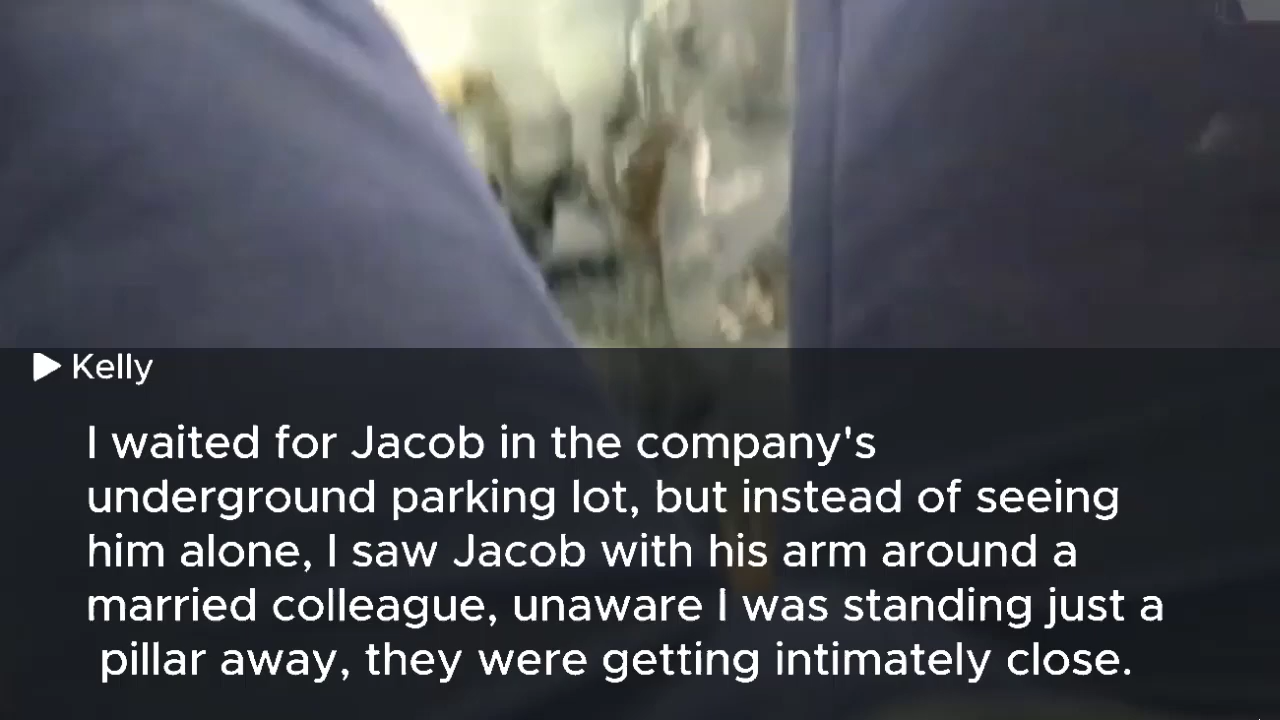 Kelly
I waited for Jacob in the company's
underground parking lot, but instead of seeing
him alone, I saw Jacob with his arm around a
married colleague, unaware I was standing just a
pillar away, they were getting intimately close.